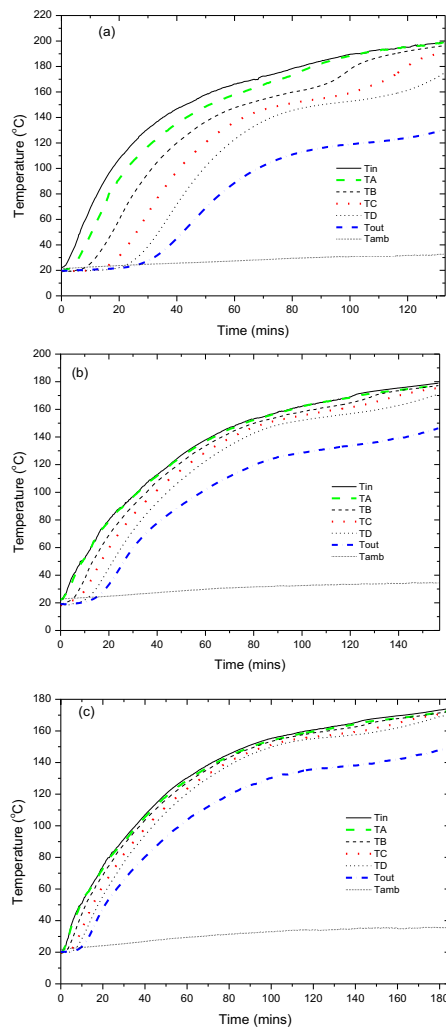 (a)
220
200
180
160
140
120
100
80
60
40
20
0
Temperature (°C)
Tin
TA
TB
TC
TD
Tout
Tamb
0 20 40 60 80 100 120
Time (mins)
(b)
200
180
160
140
120
100
80
60
40
20
0
Temperature (°C)
Tin
TA
TB
TC
TD
Tout
Tamb
0 20 40 60 80 100 120 140
Time (mins)
(c)
180
160
140
120
100
80
60
40
20
0
Temperature (°C)
Tin
TA
TB
TC
TD
Tout
Tamb
0 20 40 60 80 100 120 140 160 180
Time (mins)